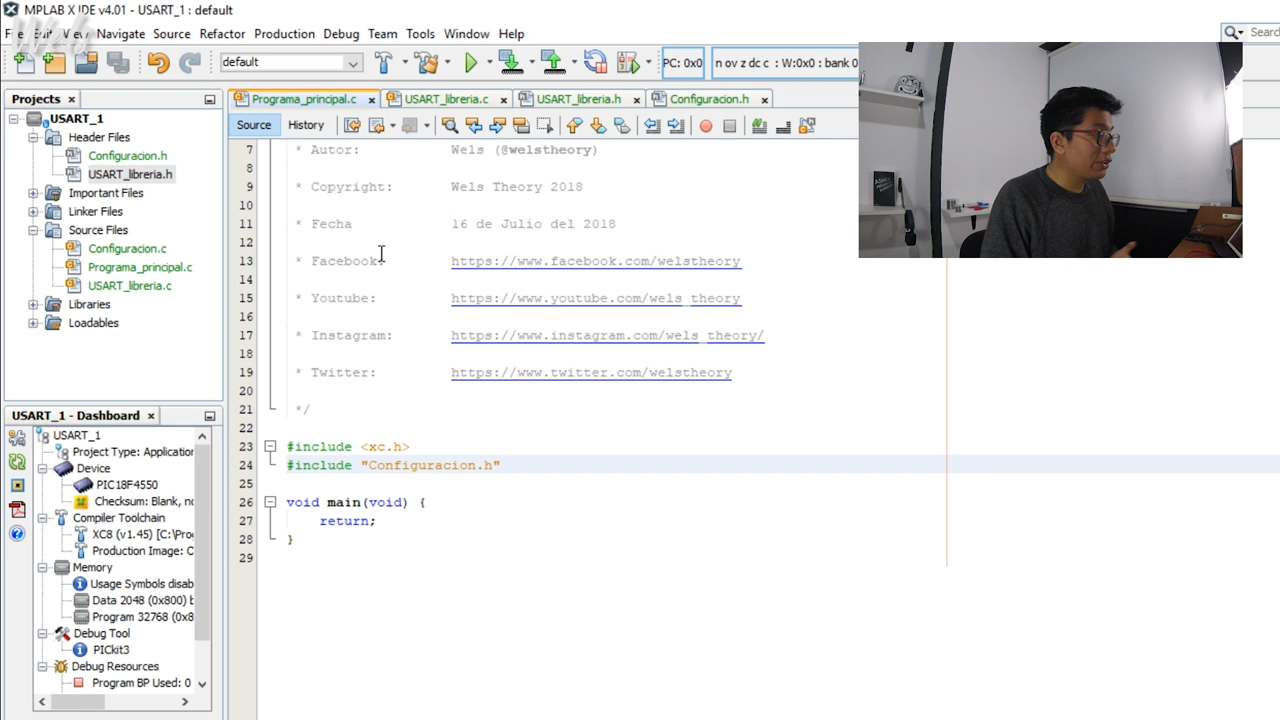 MPLAB X IDE v4.01 - USART_1 : default
File Edit View Navigate Source Refactor Production Debug Team Tools Window Help
Web
Search
default
PC: 0x0
n ov z dc c : W:0x0 : bank 0
Projects
Programa_principal.c
USART_libreria.c
USART_libreria.h
Configuracion.h
Source History
USART_1
Header Files
Configuracion.h
USART_libreria.h
Important Files
Linker Files
Source Files
Configuracion.c
Programa_principal.c
USART_libreria.c
Libraries
Loadables
USART_1 - Dashboard
USART_1
Project Type: Application
Device
PIC18F4550
Checksum: Blank, no
Compiler Toolchain
XC8 (v1.45) [C:\Pro
Production Image: C
Memory
Usage Symbols disab
Data 2048 (0x800) b
Program 32768 (0x8
Debug Tool
PICkit3
Debug Resources
Program BP Used: 0
7 * Autor: Wels (@welstheory)
8
9 * Copyright: Wels Theory 2018
10
11 * Fecha 16 de Julio del 2018
12
13 * Facebook: https://www.facebook.com/welstheory
14
15 * Youtube: https://www.youtube.com/wels_theory
16
17 * Instagram: https://www.instagram.com/wels_theory/
18
19 * Twitter: https://www.twitter.com/welstheory
20
21 */
22
23 #include <xc.h>
24 #include "Configuracion.h"
25
26 void main(void) {
27 return;
28 }
29